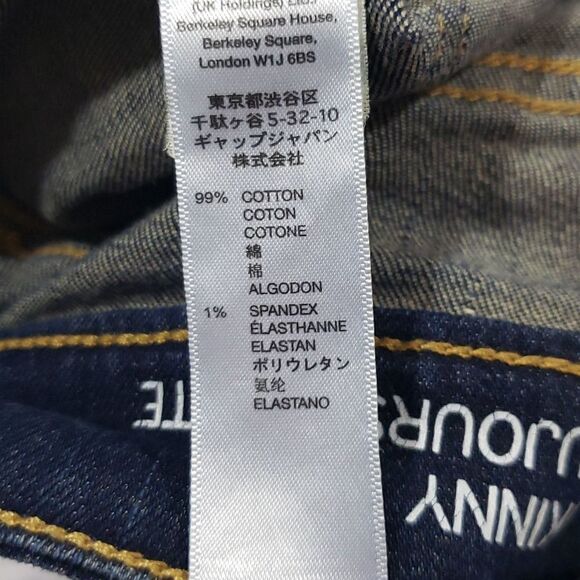 (UK Holdings) Ltd.,
Berkeley Square House,
Berkeley Square,
London W1J 6BS
東京都渋谷区
千駄ヶ谷 5-32-10
ギャップジャパン
株式会社
99% COTTON
COTON
COTONE
綿
棉
ALGODON
1% SPANDEX
ÉLASTHANNE
ELASTAN
ポリウレタン
氨纶
ELASTANO